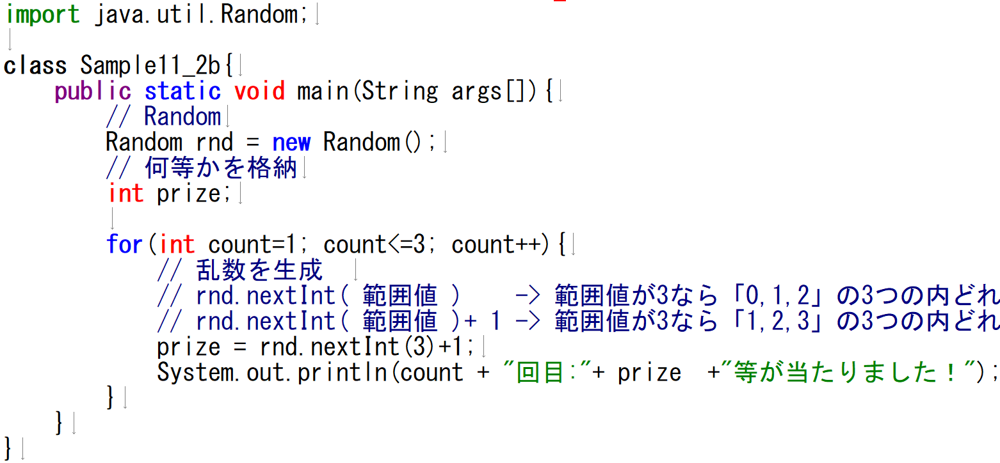 import java.util.Random;
class Sample11_2b{
    public static void main(String args[]){
        // Random
        Random rnd = new Random();
        // 何等かを格納
        int prize;
        for(int count=1; count<=3; count++){
            // 乱数を生成
            // rnd.nextInt( 範囲値 )    -> 範囲値が3なら「0,1,2」の3つの内どれ
            // rnd.nextInt( 範囲値 )+ 1 -> 範囲値が3なら「1,2,3」の3つの内どれ
            prize = rnd.nextInt(3)+1;
            System.out.println(count + "回目:"+ prize  +"等が当たりました！");
        }
    }
}